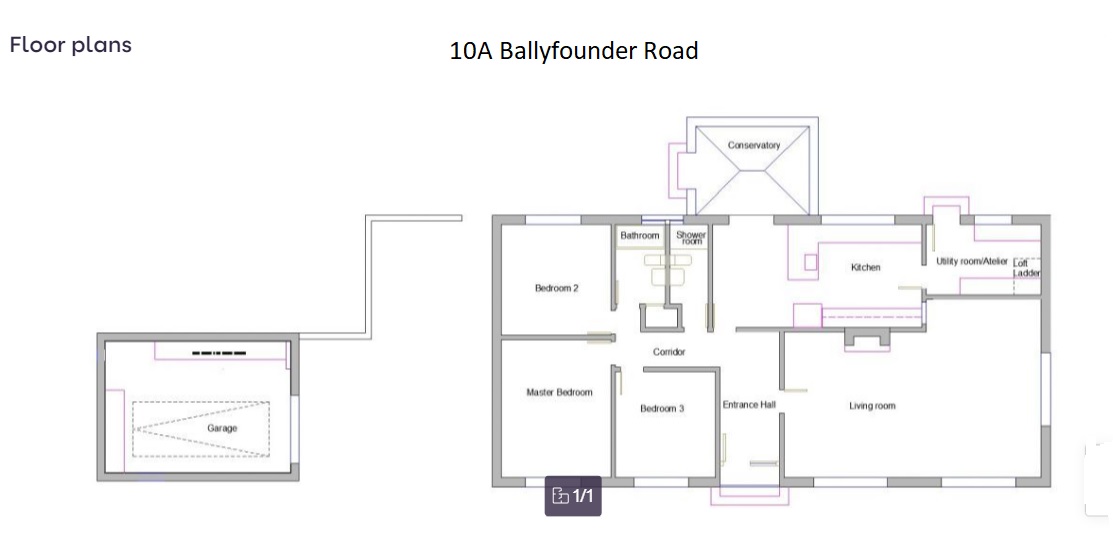 Floor plans
10A Ballyfounder Road
Conservatory
Bathroom
Shower
room
Bedroom 2
Kitchen
Utility room/Atelier
Loft
Ladder
Corridor
Master Bedroom
Bedroom 3
Entrance Hall
Living room
Garage
1/1